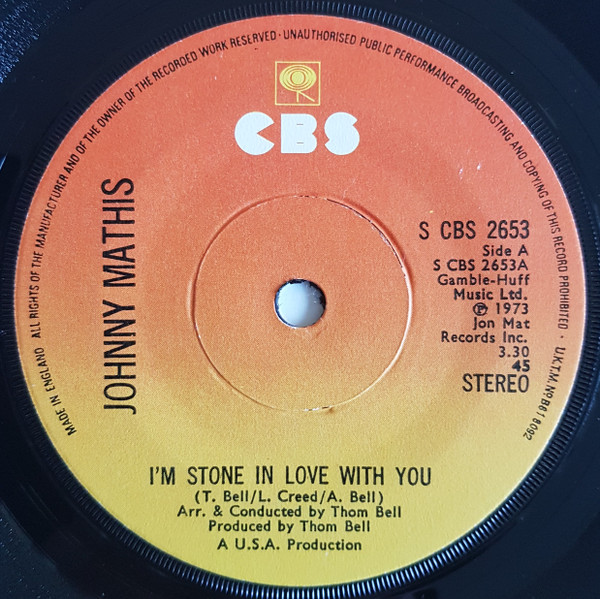 MADE IN ENGLAND ALL RIGHTS OF THE MANUFACTURER AND OF THE OWNER OF THE RECORDED WORK RESERVED · UNAUTHORISED PUBLIC PERFORMANCE BROADCASTING AND COPYING OF THIS RECORD PROHIBITED · U.K.T.M. Nº B618092
CBS
JOHNNY MATHIS
S CBS 2653
Side A
S CBS 2653A
Gamble-Huff
Music Ltd.
℗ 1973
Jon Mat
Records Inc.
3.30
45
STEREO
I'M STONE IN LOVE WITH YOU
(T. Bell/L. Creed/A. Bell)
Arr. & Conducted by Thom Bell
Produced by Thom Bell
A U.S.A. Production